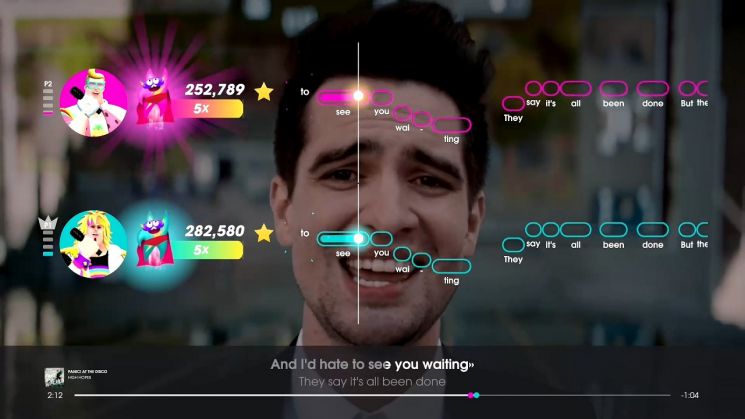 P2
252,789
5x
to see you wai - ting
They say it's all been done But the
282,580
5x
to see you wai - ting
They say it's all been done But the
And I'd hate to see you waiting»
They say it's all been done
PANIC! AT THE DISCO
HIGH HOPES
2:12
-1:04